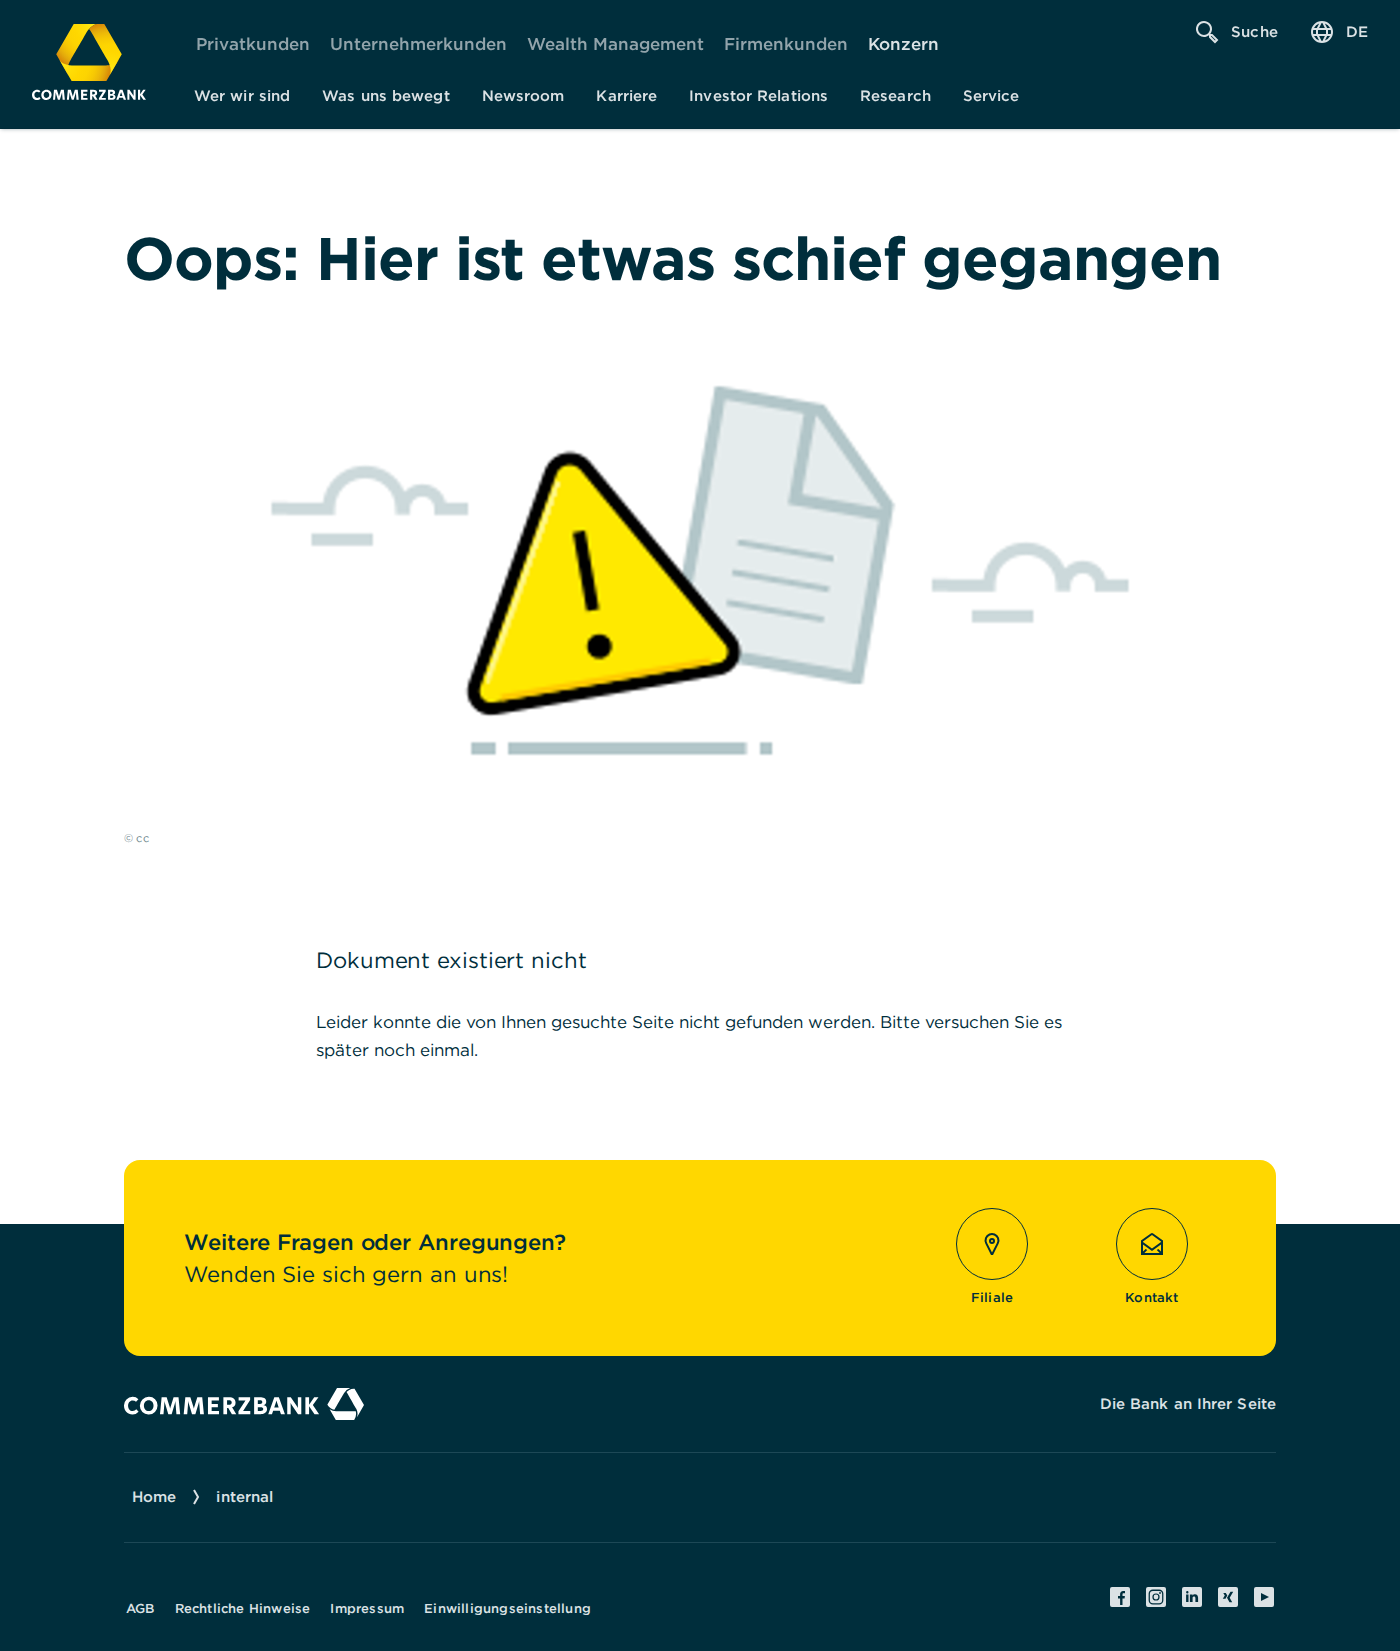 Privatkunden Unternehmerkunden Wealth Management Firmenkunden Konzern
Suche DE
COMMERZBANK
Wer wir sind Was uns bewegt Newsroom Karriere Investor Relations Research Service
Oops: Hier ist etwas schief gegangen
© cc
Dokument existiert nicht
Leider konnte die von Ihnen gesuchte Seite nicht gefunden werden. Bitte versuchen Sie es
später noch einmal.
Weitere Fragen oder Anregungen?
Wenden Sie sich gern an uns!
Filiale Kontakt
COMMERZBANK
Die Bank an Ihrer Seite
Home internal
AGB Rechtliche Hinweise Impressum Einwilligungseinstellung